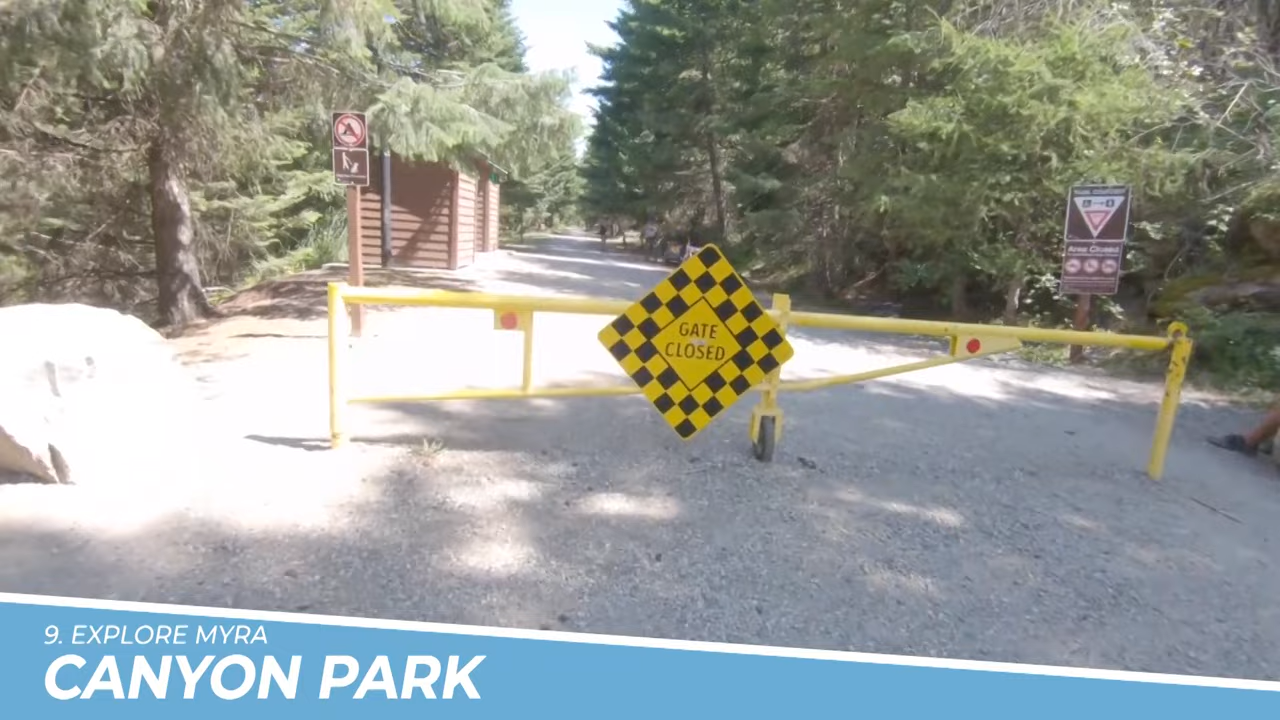 Area Closed
GATE
CLOSED
9. EXPLORE MYRA
CANYON PARK